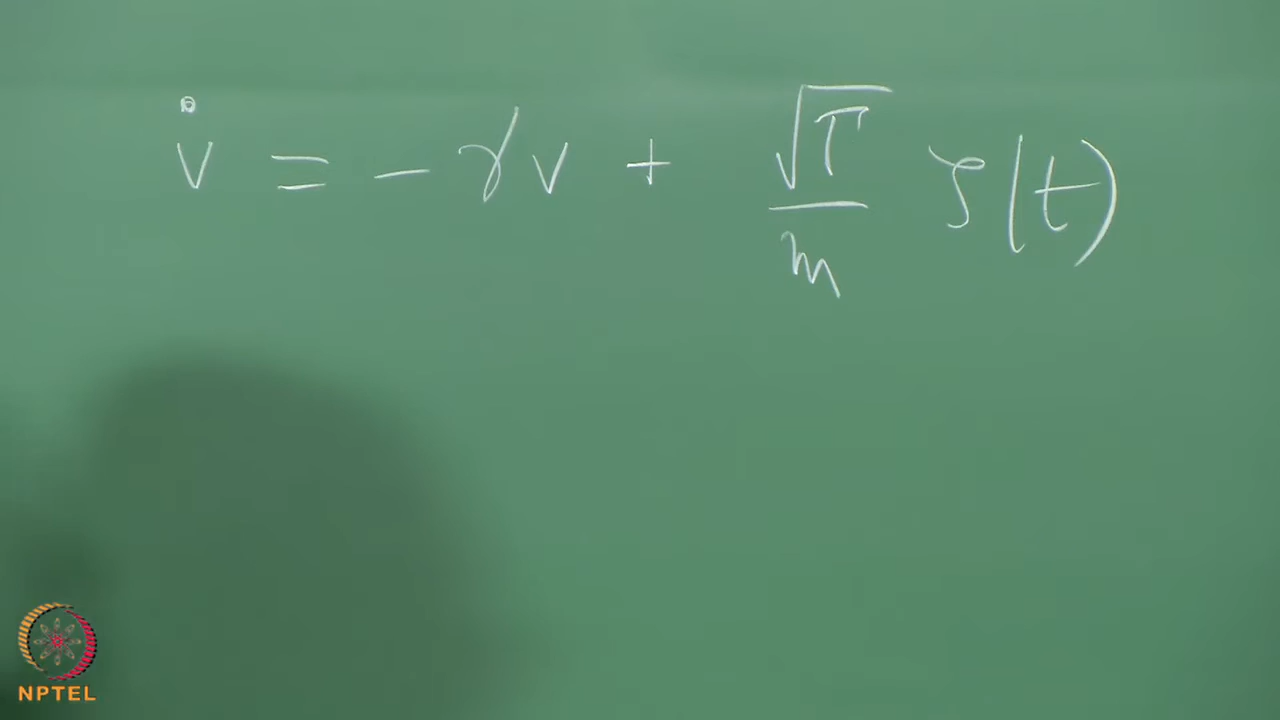 v̇ = - γv + √Γ/m ζ(t)
NPTEL